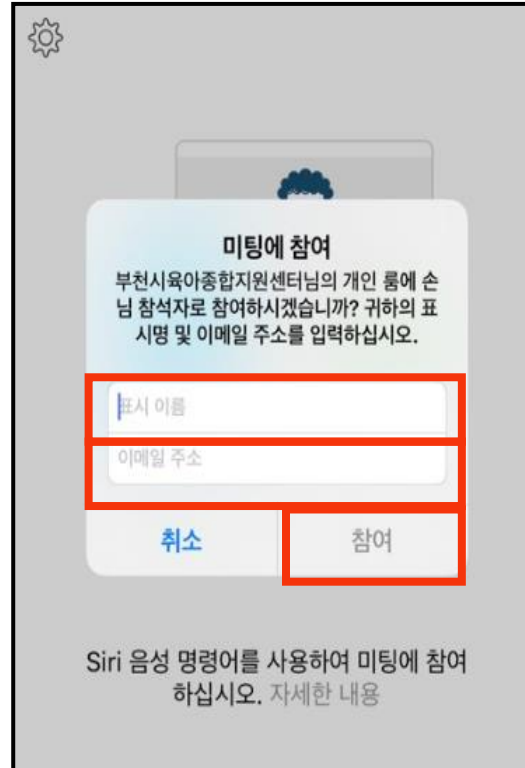 미팅에 참여
부천시육아종합지원센터님의 개인 룸에 손
님 참석자로 참여하시겠습니까? 귀하의 표
시명 및 이메일 주소를 입력하십시오.
표시 이름
이메일 주소
취소 참여
Siri 음성 명령어를 사용하여 미팅에 참여
하십시오. 자세한 내용